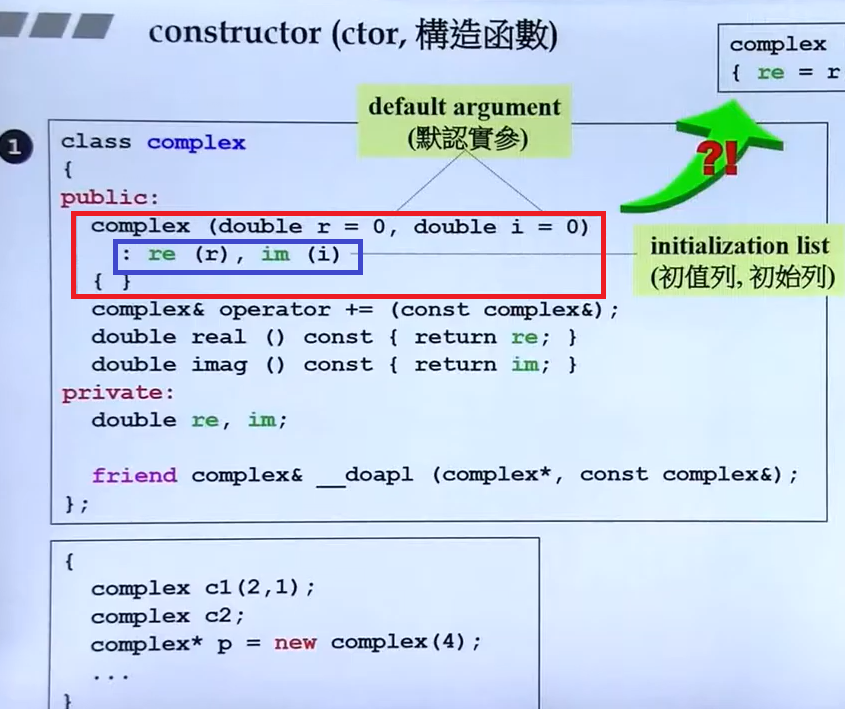 constructor (ctor, 構造函數)
complex
{ re = r
default argument
(默認實參)
1
class complex
{
public:
complex (double r = 0, double i = 0)
: re (r), im (i)
{ }
?!
initialization list
(初值列, 初始列)
complex& operator += (const complex&);
double real () const { return re; }
double imag () const { return im; }
private:
double re, im;
friend complex& __doapl (complex*, const complex&);
};
{
complex c1(2,1);
complex c2;
complex* p = new complex(4);
...
}